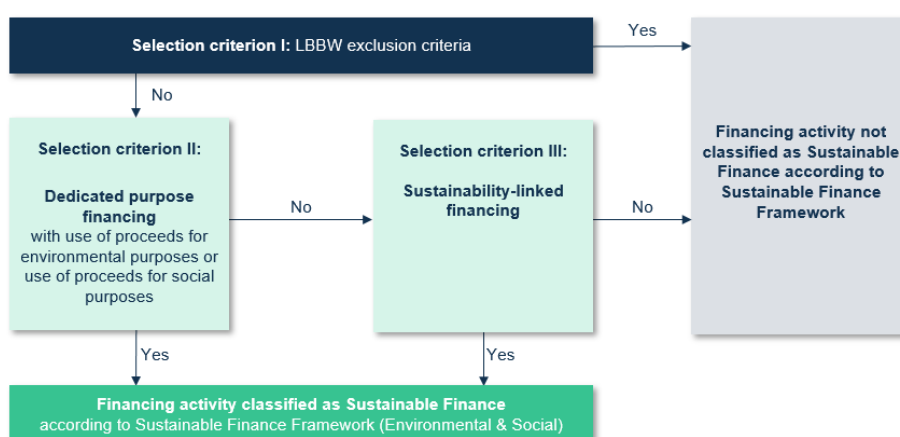 Selection criterion I: LBBW exclusion criteria
Yes
No
Selection criterion II:
Dedicated purpose
financing
with use of proceeds for
environmental purposes or
use of proceeds for social
purposes
No
Selection criterion III:
Sustainability-linked
financing
No
Financing activity not
classified as Sustainable
Finance according to
Sustainable Finance
Framework
Yes
Yes
Financing activity classified as Sustainable Finance
according to Sustainable Finance Framework (Environmental & Social)